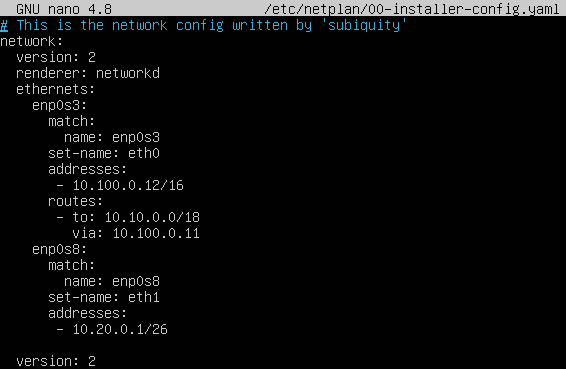 GNU nano 4.8 /etc/netplan/00-installer-config.yaml
# This is the network config written by 'subiquity'
network:
  version: 2
  renderer: networkd
  ethernets:
    enp0s3:
      match:
        name: enp0s3
      set-name: eth0
      addresses:
       - 10.100.0.12/16
      routes:
       - to: 10.10.0.0/18
         via: 10.100.0.11
    enp0s8:
      match:
        name: enp0s8
      set-name: eth1
      addresses:
       - 10.20.0.1/26
  version: 2